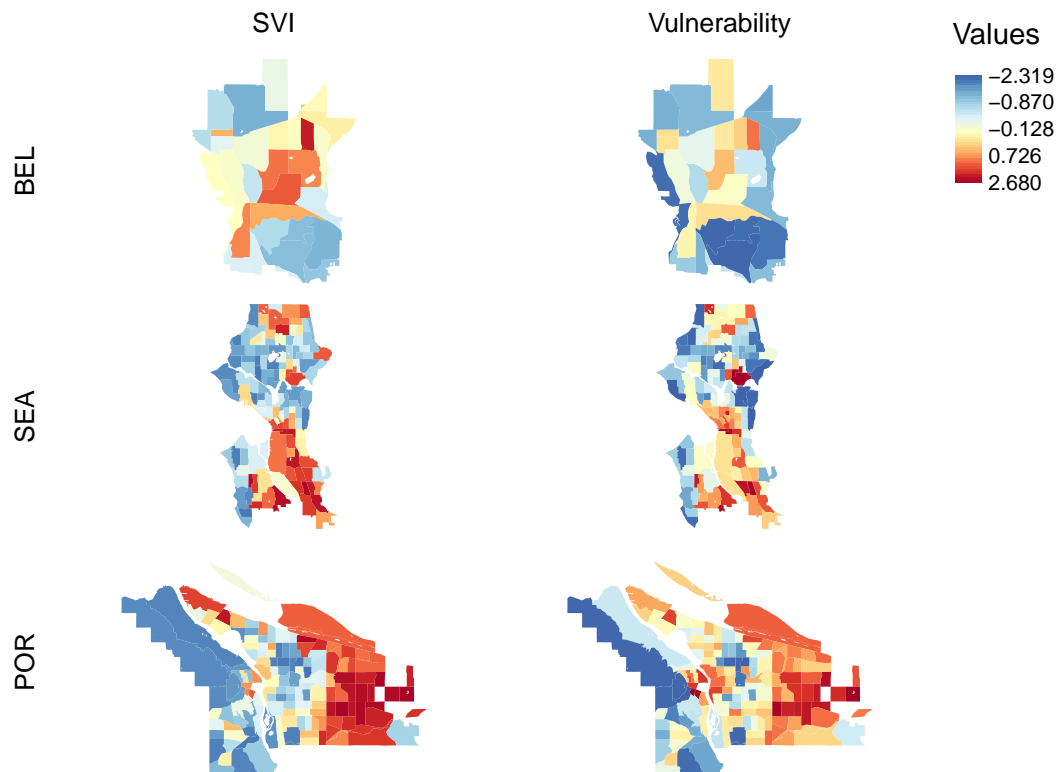 SVI
Vulnerability
Values
−2.319
−0.870
−0.128
0.726
2.680
BEL
SEA
POR